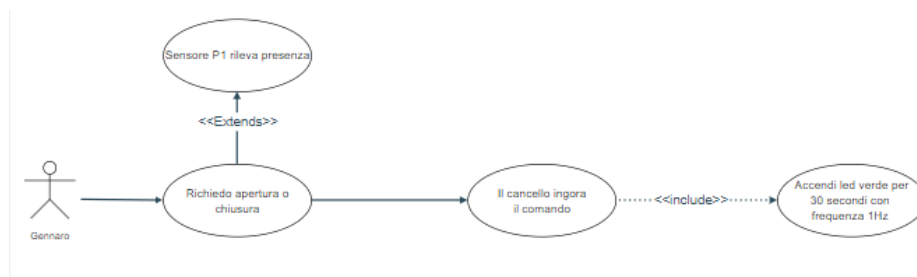 Sensore P1 rileva presenza
<<Extends>>
Gennaro
Richiedo apertura o
chiusura
Il cancello ingora
il comando
<<include>>
Accendi led verde per
30 secondi con
frequenza 1Hz